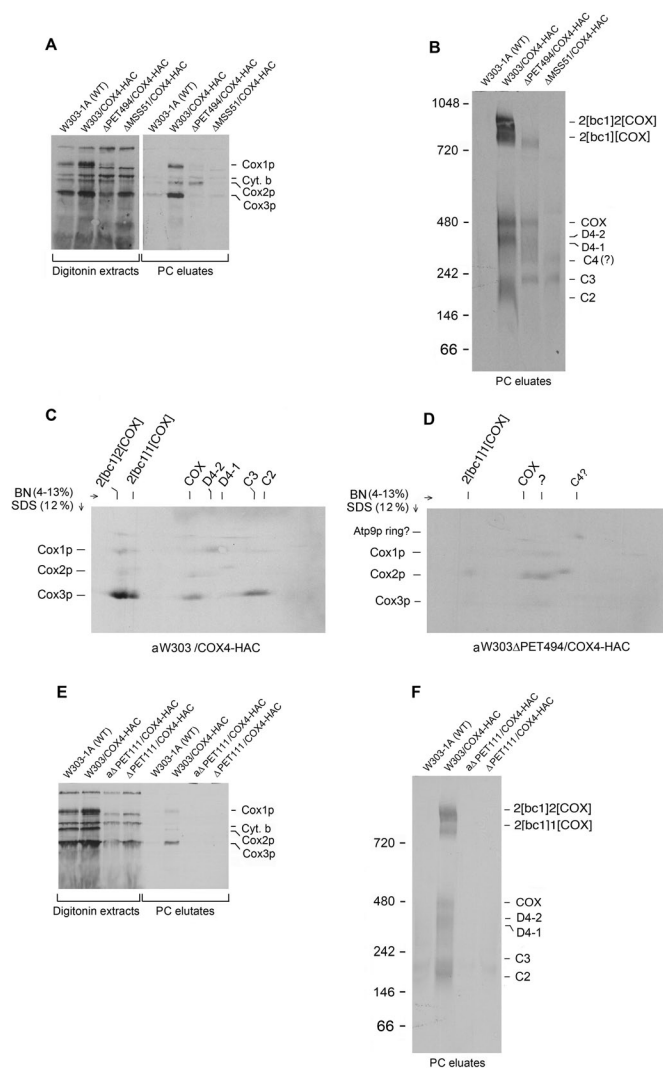 A
W303-1A (WT)
W303/COX4-HAC
ΔPET494/COX4-HAC
ΔMSS51/COX4-HAC
W303-1A (WT)
W303/COX4-HAC
ΔPET494/COX4-HAC
ΔMSS51/COX4-HAC
Cox1p
Cyt. b
Cox2p
Cox3p
Digitonin extracts
PC eluates
B
W303-1A (WT)
W303/COX4-HAC
ΔPET494/COX4-HAC
ΔMSS51/COX4-HAC
1048
720
480
242
146
66
2[bc1]2[COX]
2[bc1][COX]
COX
D4-2
D4-1
C4(?)
C3
C2
PC eluates
C
2[bc1]2[COX]
2[bc1]1[COX]
COX
D4-2
D4-1
C3
C2
BN (4-13%)
SDS (12 %)
Cox1p
Cox2p
Cox3p
aW303 /COX4-HAC
D
2[bc1]1[COX]
COX
?
C4?
BN (4-13%)
SDS (12 %)
Atp9p ring?
Cox1p
Cox2p
Cox3p
aW303ΔPET494/COX4-HAC
E
W303-1A (WT)
W303/COX4-HAC
aΔPET111/COX4-HAC
ΔPET111/COX4-HAC
W303-1A (WT)
W303/COX4-HAC
aΔPET111/COX4-HAC
ΔPET111/COX4-HAC
Cox1p
Cyt. b
Cox2p
Cox3p
Digitonin extracts
PC elutates
F
W303-1A (WT)
W303/COX4-HAC
aΔPET111/COX4-HAC
ΔPET111/COX4-HAC
720
480
242
146
66
2[bc1]2[COX]
2[bc1]1[COX]
COX
D4-2
D4-1
C3
C2
PC eluates